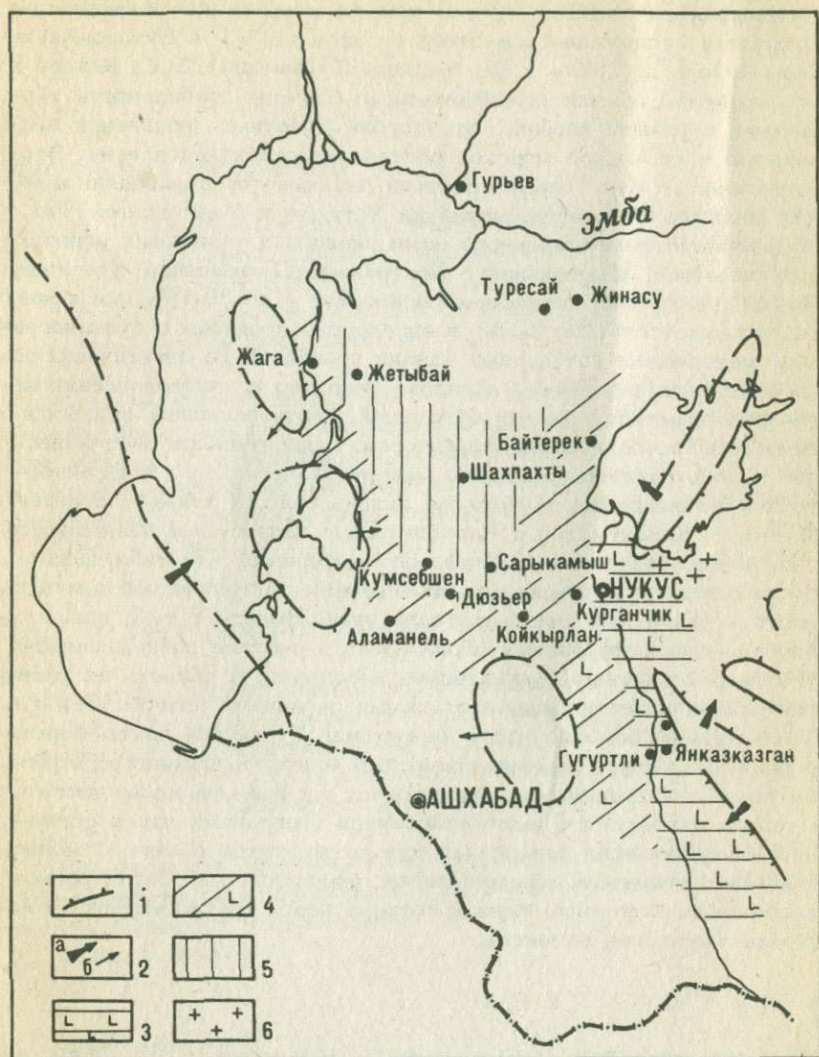 Гурьев
эмба
Туресай
Жинасу
Жага
Жетыбай
Байтерек
Шахпахты
Кумсебшен
Сарыкамыш
НУКУС
Дюзьер
Курганчик
Аламанель
Койкырлан.
Янказказган
Гугуртли
АШХАБАД
1
4
а
б
2
5
3
6